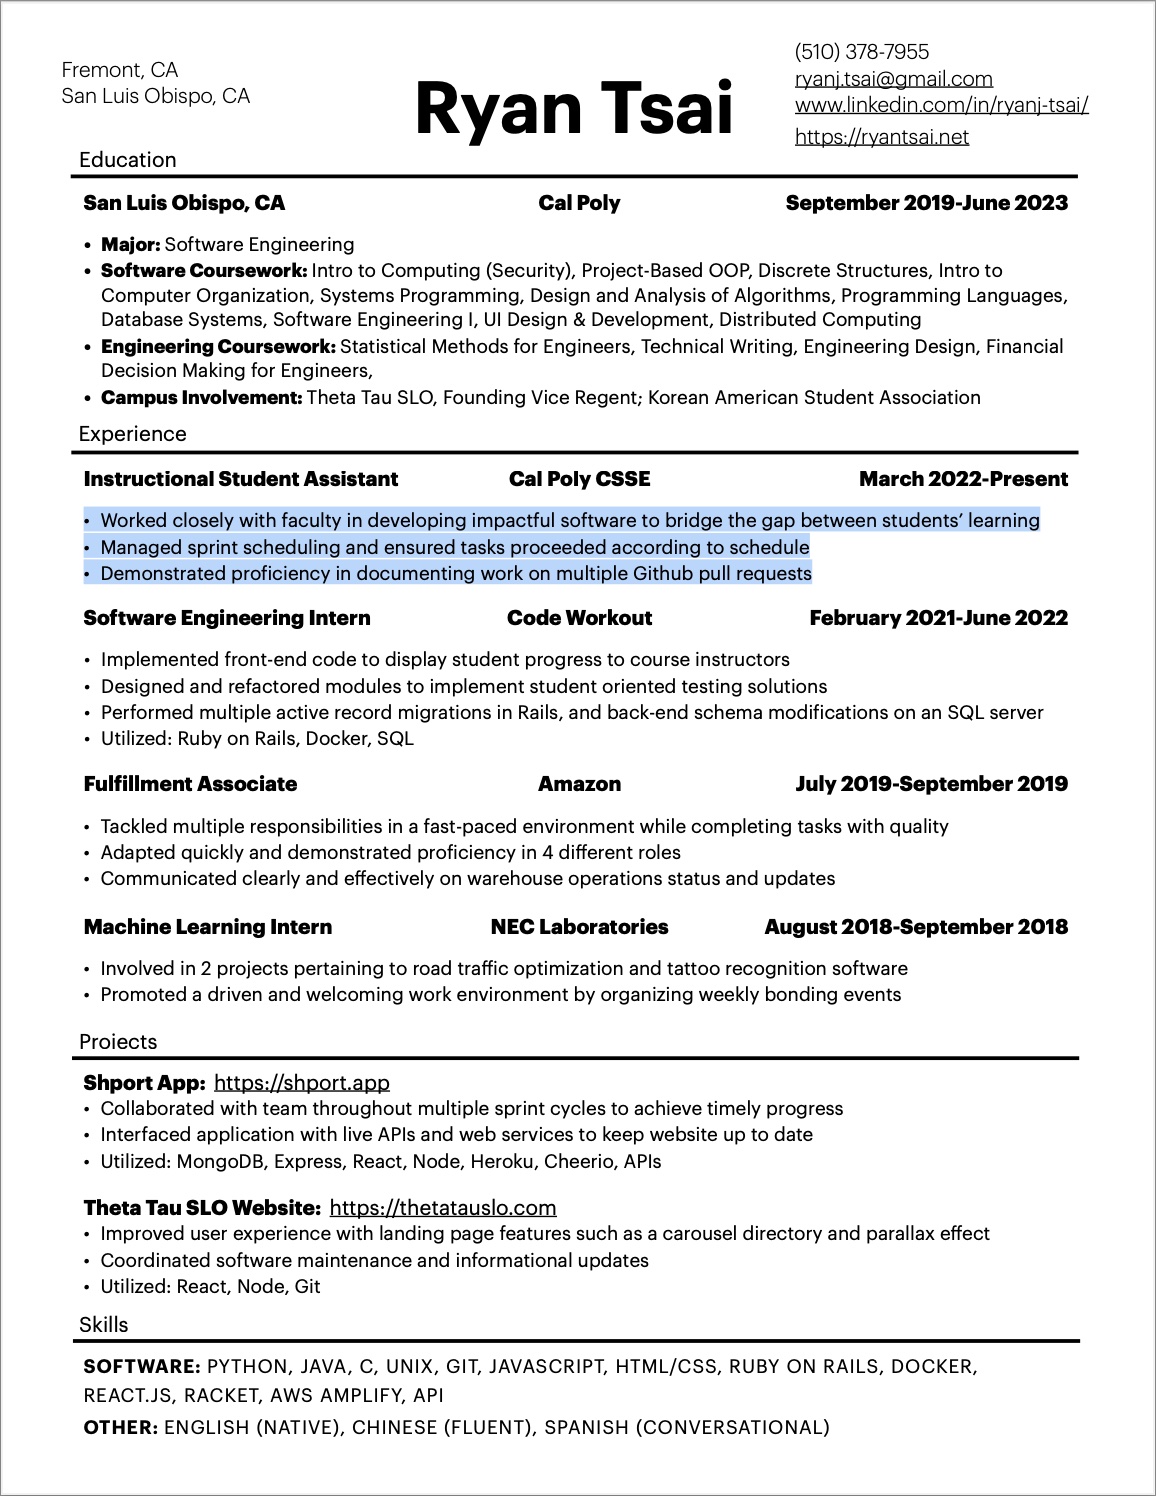 Fremont, CA
San Luis Obispo, CA
Ryan Tsai
(510) 378-7955
ryanj.tsai@gmail.com
www.linkedin.com/in/ryanj-tsai/
https://ryantsai.net
Education
San Luis Obispo, CA Cal Poly September 2019-June 2023
• Major: Software Engineering
• Software Coursework: Intro to Computing (Security), Project-Based OOP, Discrete Structures, Intro to
Computer Organization, Systems Programming, Design and Analysis of Algorithms, Programming Languages,
Database Systems, Software Engineering I, UI Design & Development, Distributed Computing
• Engineering Coursework: Statistical Methods for Engineers, Technical Writing, Engineering Design, Financial
Decision Making for Engineers,
• Campus Involvement: Theta Tau SLO, Founding Vice Regent; Korean American Student Association
Experience
Instructional Student Assistant Cal Poly CSSE March 2022-Present
• Worked closely with faculty in developing impactful software to bridge the gap between students’ learning
• Managed sprint scheduling and ensured tasks proceeded according to schedule
• Demonstrated proficiency in documenting work on multiple Github pull requests
Software Engineering Intern Code Workout February 2021-June 2022
• Implemented front-end code to display student progress to course instructors
• Designed and refactored modules to implement student oriented testing solutions
• Performed multiple active record migrations in Rails, and back-end schema modifications on an SQL server
• Utilized: Ruby on Rails, Docker, SQL
Fulfillment Associate Amazon July 2019-September 2019
• Tackled multiple responsibilities in a fast-paced environment while completing tasks with quality
• Adapted quickly and demonstrated proficiency in 4 different roles
• Communicated clearly and effectively on warehouse operations status and updates
Machine Learning Intern NEC Laboratories August 2018-September 2018
• Involved in 2 projects pertaining to road traffic optimization and tattoo recognition software
• Promoted a driven and welcoming work environment by organizing weekly bonding events
Projects
Shport App: https://shport.app
• Collaborated with team throughout multiple sprint cycles to achieve timely progress
• Interfaced application with live APIs and web services to keep website up to date
• Utilized: MongoDB, Express, React, Node, Heroku, Cheerio, APIs
Theta Tau SLO Website: https://thetatauslo.com
• Improved user experience with landing page features such as a carousel directory and parallax effect
• Coordinated software maintenance and informational updates
• Utilized: React, Node, Git
Skills
SOFTWARE: PYTHON, JAVA, C, UNIX, GIT, JAVASCRIPT, HTML/CSS, RUBY ON RAILS, DOCKER,
REACT.JS, RACKET, AWS AMPLIFY, API
OTHER: ENGLISH (NATIVE), CHINESE (FLUENT), SPANISH (CONVERSATIONAL)